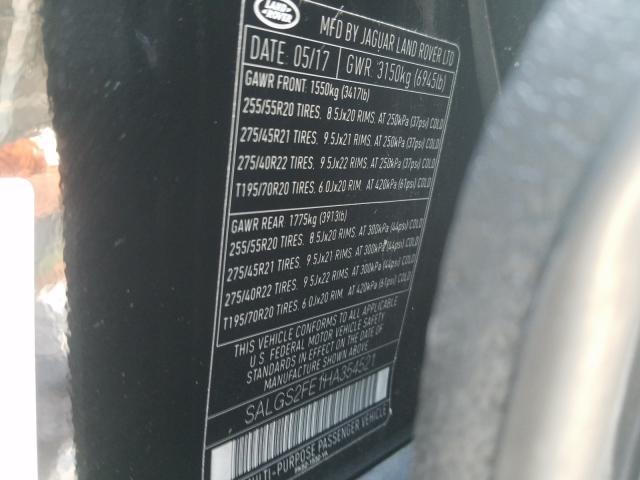 LAND ROVER
MFD BY JAGUAR LAND ROVER LTD
DATE: 05/17 GWR: 3150kg (6945lb)
GAWR FRONT: 1550kg (3417lb)
255/55R20 TIRES. 8.5Jx20 RIMS. AT 250kPa (37psi) COLD
275/45R21 TIRES. 9.5Jx21 RIMS. AT 250kPa (37psi) COLD
275/40R22 TIRES. 9.5Jx22 RIMS. AT 250kPa (37psi) COLD
T195/70R20 TIRES. 6.0Jx20 RIM. AT 420kPa (61psi) COLD
GAWR REAR: 1775kg (3913lb)
255/55R20 TIRES. 8.5Jx20 RIMS. AT 300kPa (44psi) COLD
275/45R21 TIRES. 9.5Jx21 RIMS. AT 300kPa (44psi) COLD
275/40R22 TIRES. 9.5Jx22 RIMS. AT 300kPa (44psi) COLD
T195/70R20 TIRES. 6.0Jx20 RIM. AT 420kPa (61psi) COLD
THIS VEHICLE CONFORMS TO ALL APPLICABLE
U.S. FEDERAL MOTOR VEHICLE SAFETY
STANDARDS IN EFFECT ON THE DATE
OF MANUFACTURE SHOWN ABOVE
SALGS2FE1HA354521
MULTI-PURPOSE PASSENGER VEHICLE